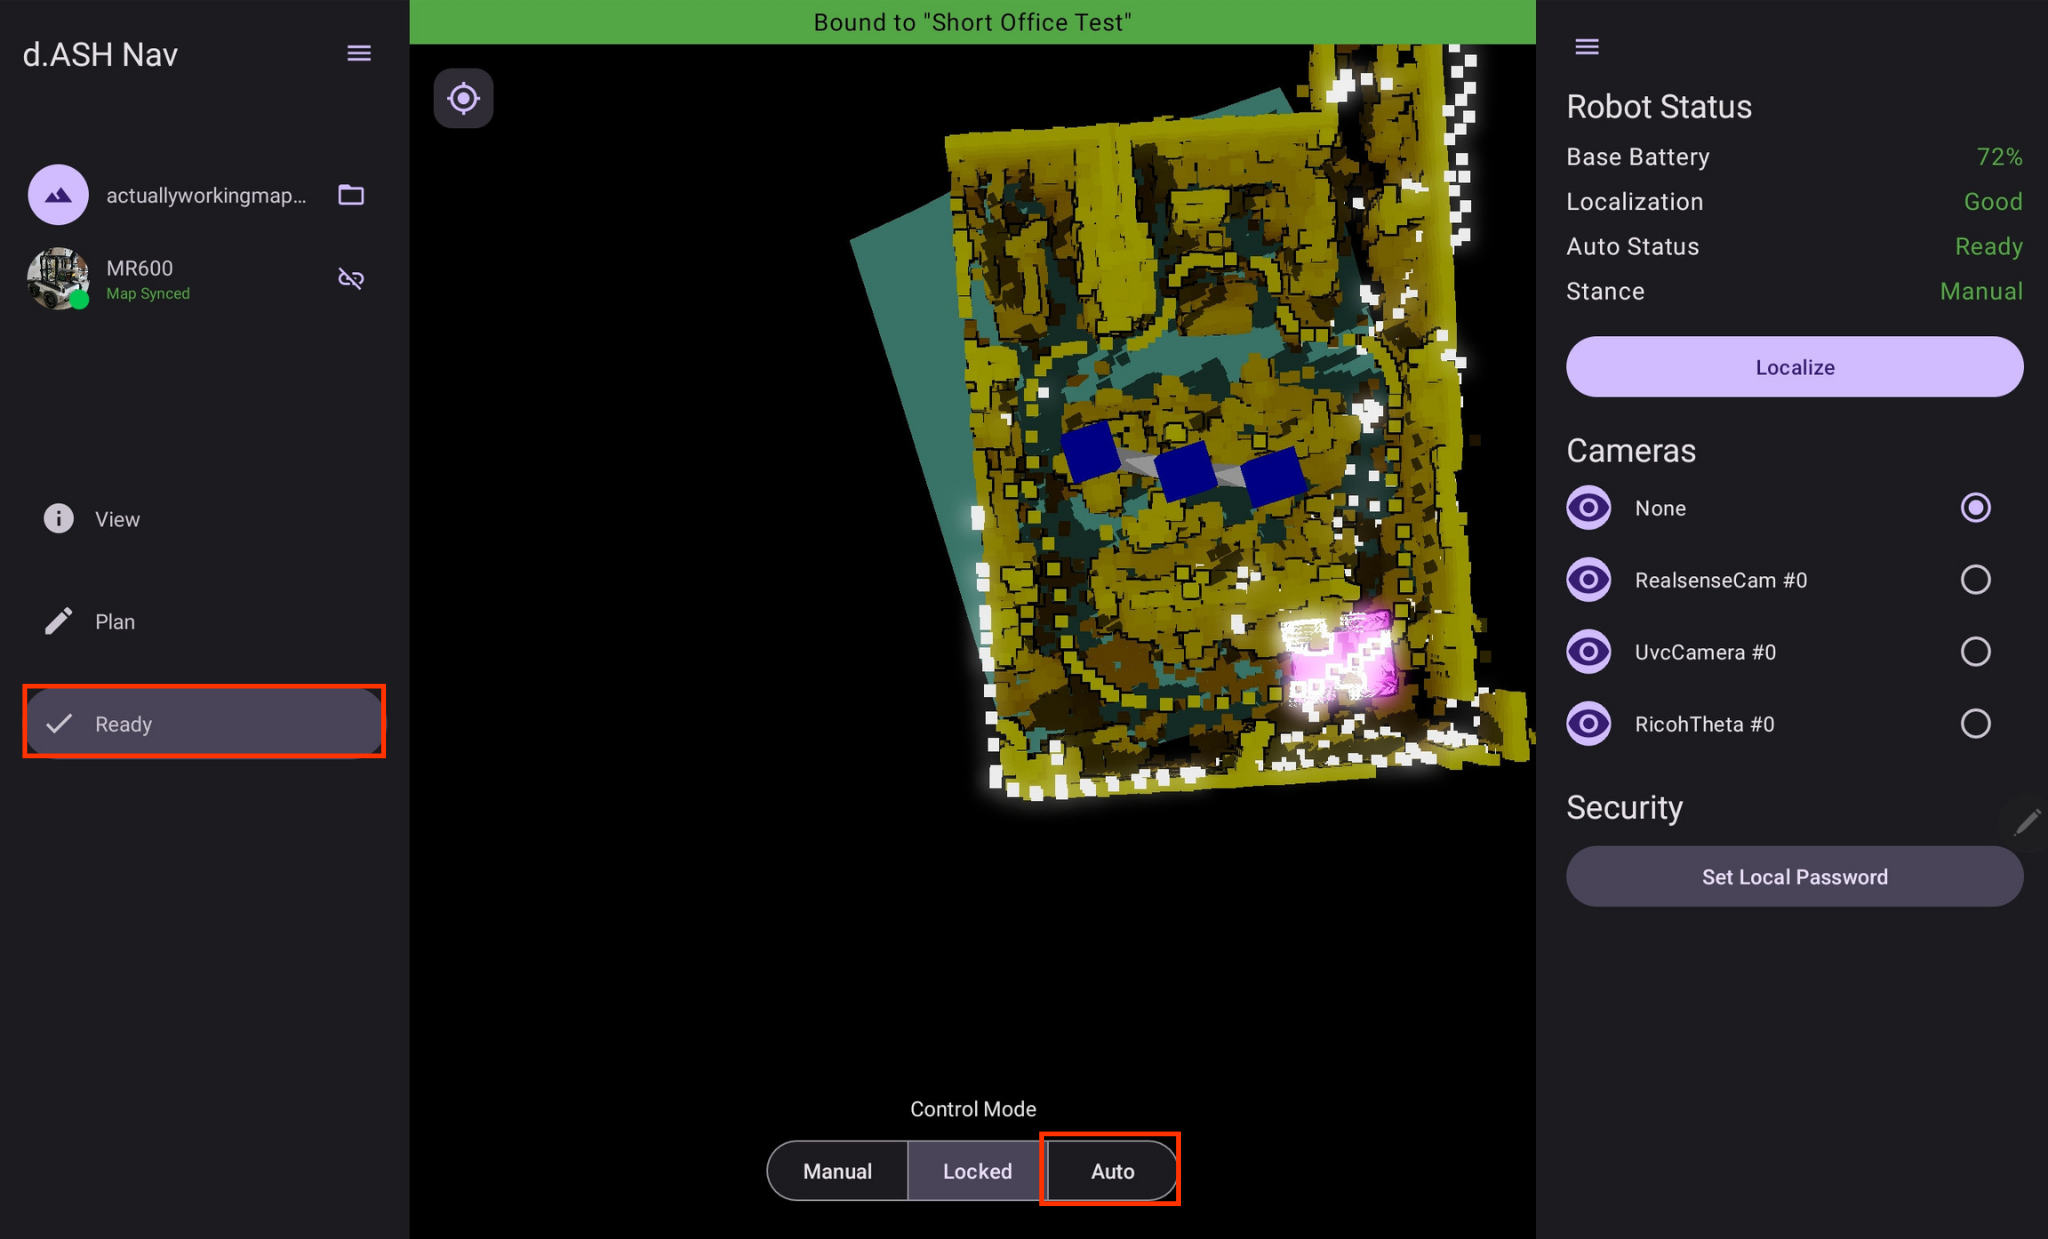 Bound to "Short Office Test"
d.ASH Nav
actuallyworkingmap...
MR600
Map Synced
View
Plan
Ready
Control Mode
Manual
Locked
Auto
Robot Status
Base Battery 72%
Localization Good
Auto Status Ready
Stance Manual
Localize
Cameras
None
RealsenseCam #0
UvcCamera #0
RicohTheta #0
Security
Set Local Password